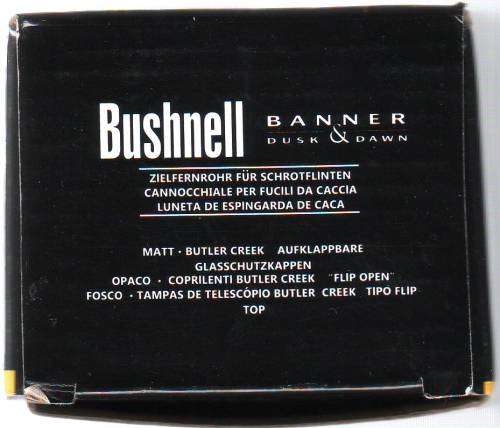 Bushnell BANNER
DUSK & DAWN
ZIELFERNROHR FÜR SCHROTFLINTEN
CANNOCCHIALE PER FUCILI DA CACCIA
LUNETA DE ESPINGARDA DE CACA
MATT · BUTLER CREEK AUFKLAPPBARE
GLASSCHUTZKAPPEN
OPACO · COPRILENTI BUTLER CREEK "FLIP OPEN"
FOSCO · TAMPAS DE TELESCÓPIO BUTLER CREEK TIPO FLIP
TOP